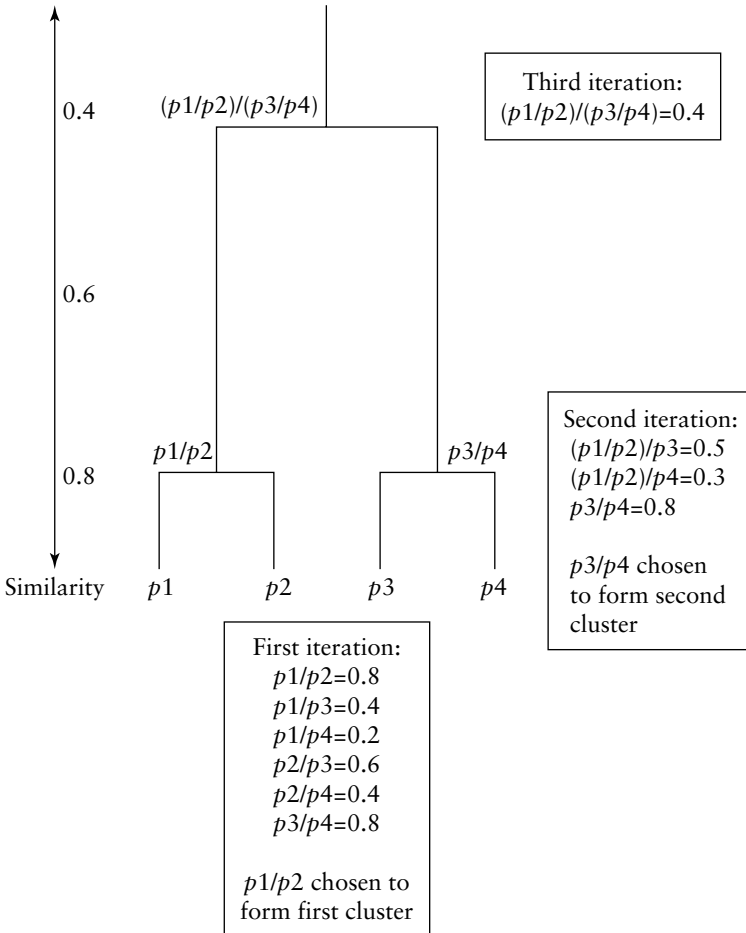 0.4
(p1/p2)/(p3/p4)
Third iteration:
(p1/p2)/(p3/p4)=0.4
0.6
0.8
p1/p2
p3/p4
Second iteration:
(p1/p2)/p3=0.5
(p1/p2)/p4=0.3
p3/p4=0.8
p3/p4 chosen
to form second
cluster
Similarity
p1
p2
p3
p4
First iteration:
p1/p2=0.8
p1/p3=0.4
p1/p4=0.2
p2/p3=0.6
p2/p4=0.4
p3/p4=0.8
p1/p2 chosen to
form first cluster